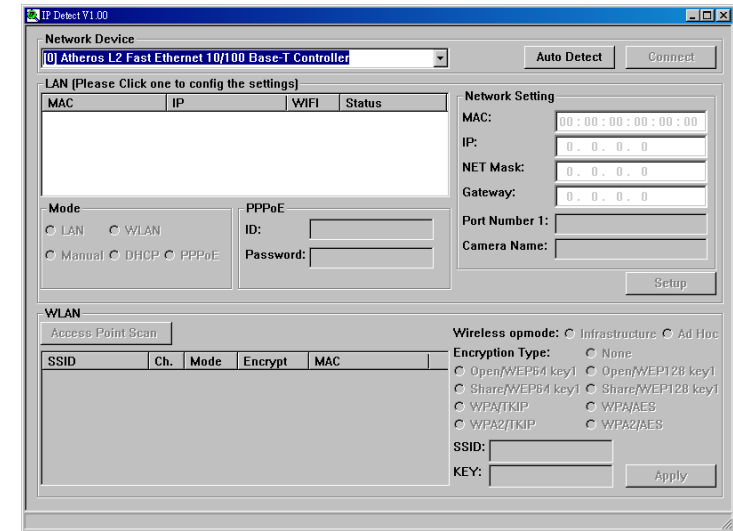 IP Detect V1.00
Network Device
[0] Atheros L2 Fast Ethernet 10/100 Base-T Controller
Auto Detect
Connect
LAN (Please Click one to config the settings)
MAC IP WIFI Status
Network Setting
MAC: 00:00:00:00:00:00
IP: 0. 0. 0. 0
NET Mask: 0. 0. 0. 0
Gateway: 0. 0. 0. 0
Port Number 1:
Camera Name:
Mode
LAN WLAN
Manual DHCP PPPoE
PPPoE
ID:
Password:
Setup
WLAN
Access Point Scan
SSID Ch. Mode Encrypt MAC
Wireless opmode: Infrastructure Ad Hoc
Encryption Type: None
Open/WEP64 key1 Open/WEP128 key1
Share/WEP64 key1 Share/WEP128 key1
WPA/TKIP WPA/AES
WPA2/TKIP WPA2/AES
SSID:
KEY:
Apply